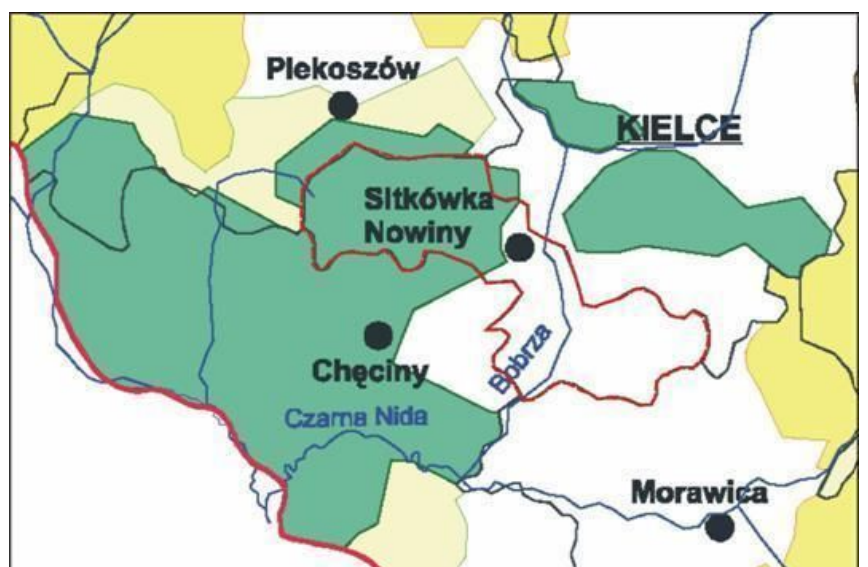 Piekoszów
KIELCE
Sitkówka
Nowiny
Bobrza
Chęciny
Czarna Nida
Morawica